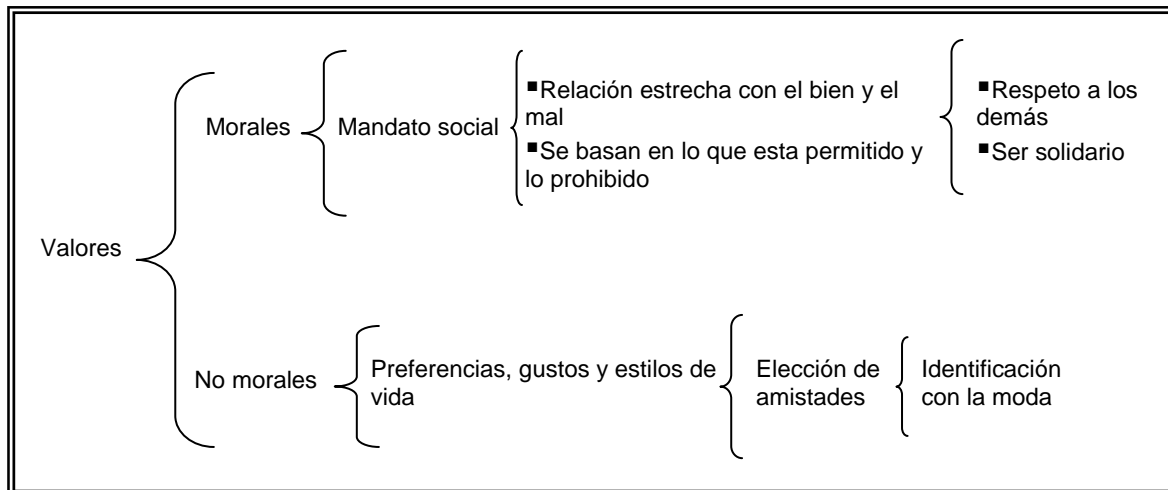 Valores
Morales
Mandato social
▪Relación estrecha con el bien y el
mal
▪Se basan en lo que esta permitido y
lo prohibido
▪Respeto a los
demás
▪Ser solidario
No morales
Preferencias, gustos y estilos de
vida
Elección de
amistades
Identificación
con la moda